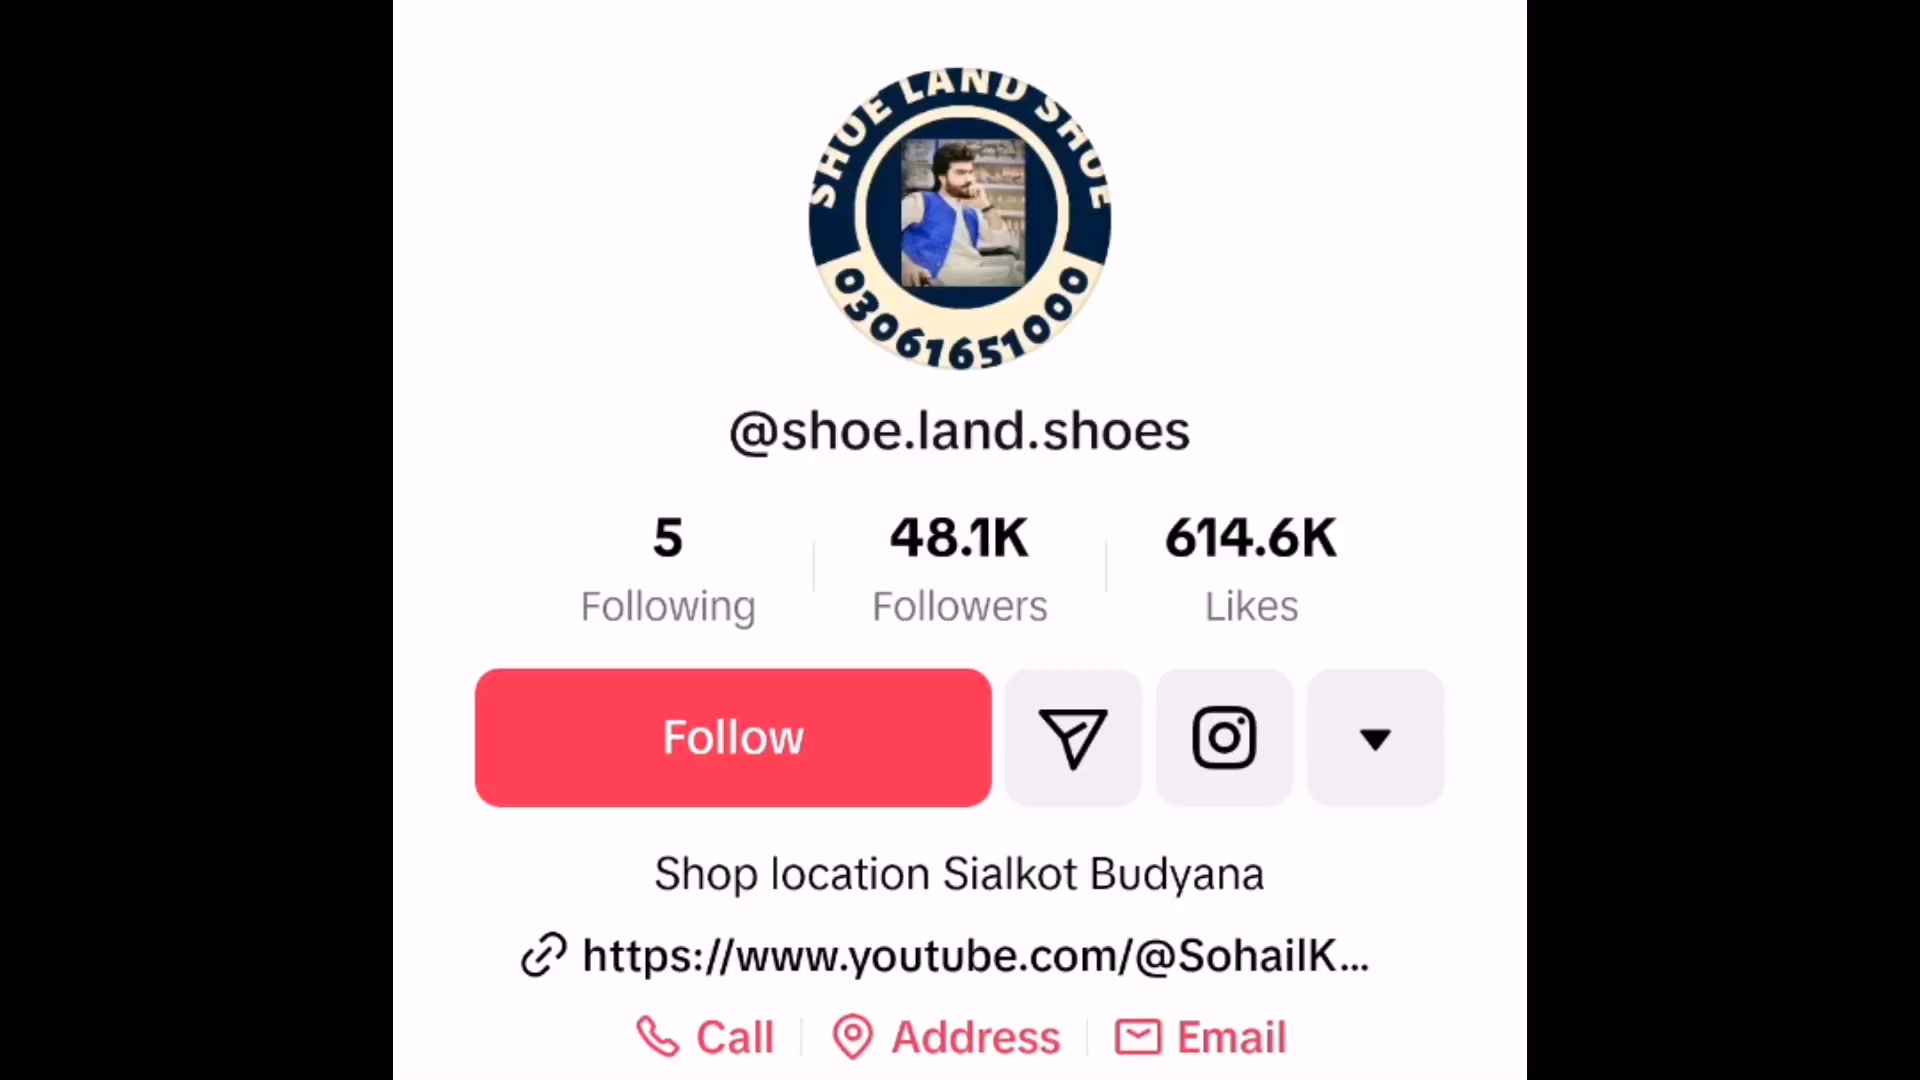 SHOE LAND SHOE
03061651000
@shoe.land.shoes
5 48.1K 614.6K
Following Followers Likes
Follow
Shop location Sialkot Budyana
https://www.youtube.com/@SohailK...
Call Address Email